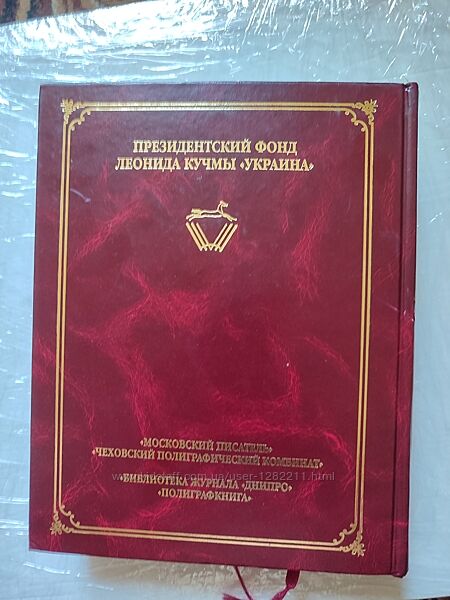 ПРЕЗИДЕНТСКИЙ ФОНД
ЛЕОНИДА КУЧМЫ «УКРАИНА»
«МОСКОВСКИЙ ПИСАТЕЛЬ»
«ЧЕХОВСКИЙ ПОЛИГРАФИЧЕСКИЙ КОМБИНАТ»
«БИБЛИОТЕКА ЖУРНАЛА «ДНИПРО»
«ПОЛИГРАФКНИГА»